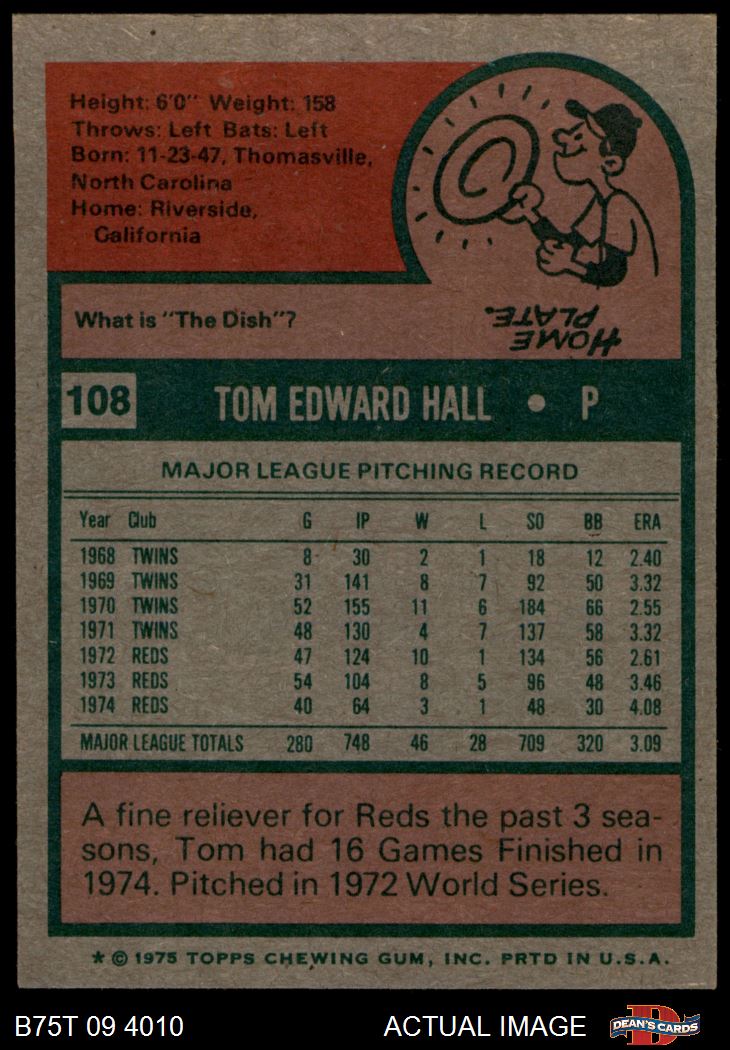 Height: 6'0" Weight: 158
Throws: Left Bats: Left
Born: 11-23-47, Thomasville,
North Carolina
Home: Riverside,
California
What is "The Dish"?
HOME
PLATE.
108 TOM EDWARD HALL • P
MAJOR LEAGUE PITCHING RECORD
Year Club G IP W L SO BB ERA
1968 TWINS 8 30 2 1 18 12 2.40
1969 TWINS 31 141 8 7 92 50 3.32
1970 TWINS 52 155 11 6 184 66 2.55
1971 TWINS 48 130 4 7 137 58 3.32
1972 REDS 47 124 10 1 134 56 2.61
1973 REDS 54 104 8 5 96 48 3.46
1974 REDS 40 64 3 1 48 30 4.08
MAJOR LEAGUE TOTALS 280 748 46 28 709 320 3.09
A fine reliever for Reds the past 3 sea-
sons, Tom had 16 Games Finished in
1974. Pitched in 1972 World Series.
* © 1975 TOPPS CHEWING GUM, INC. PRTD IN U.S.A.
B75T 09 4010 ACTUAL IMAGE DEAN'S CARDS